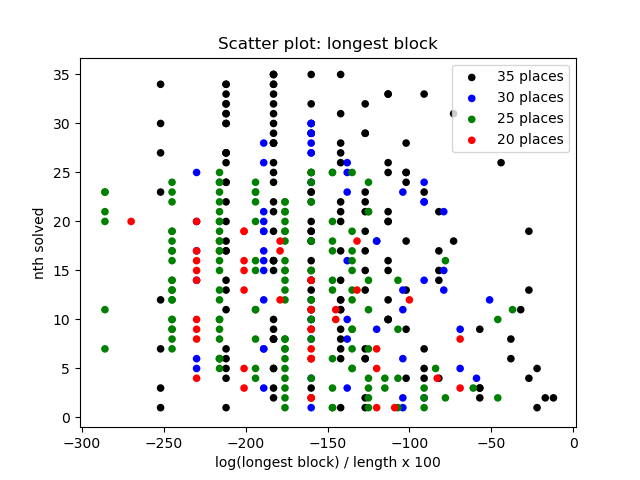 Scatter plot: longest block
35 places
30 places
25 places
20 places
nth solved
35
30
25
20
15
10
5
0
−300 −250 −200 −150 −100 −50 0
log(longest block) / length x 100